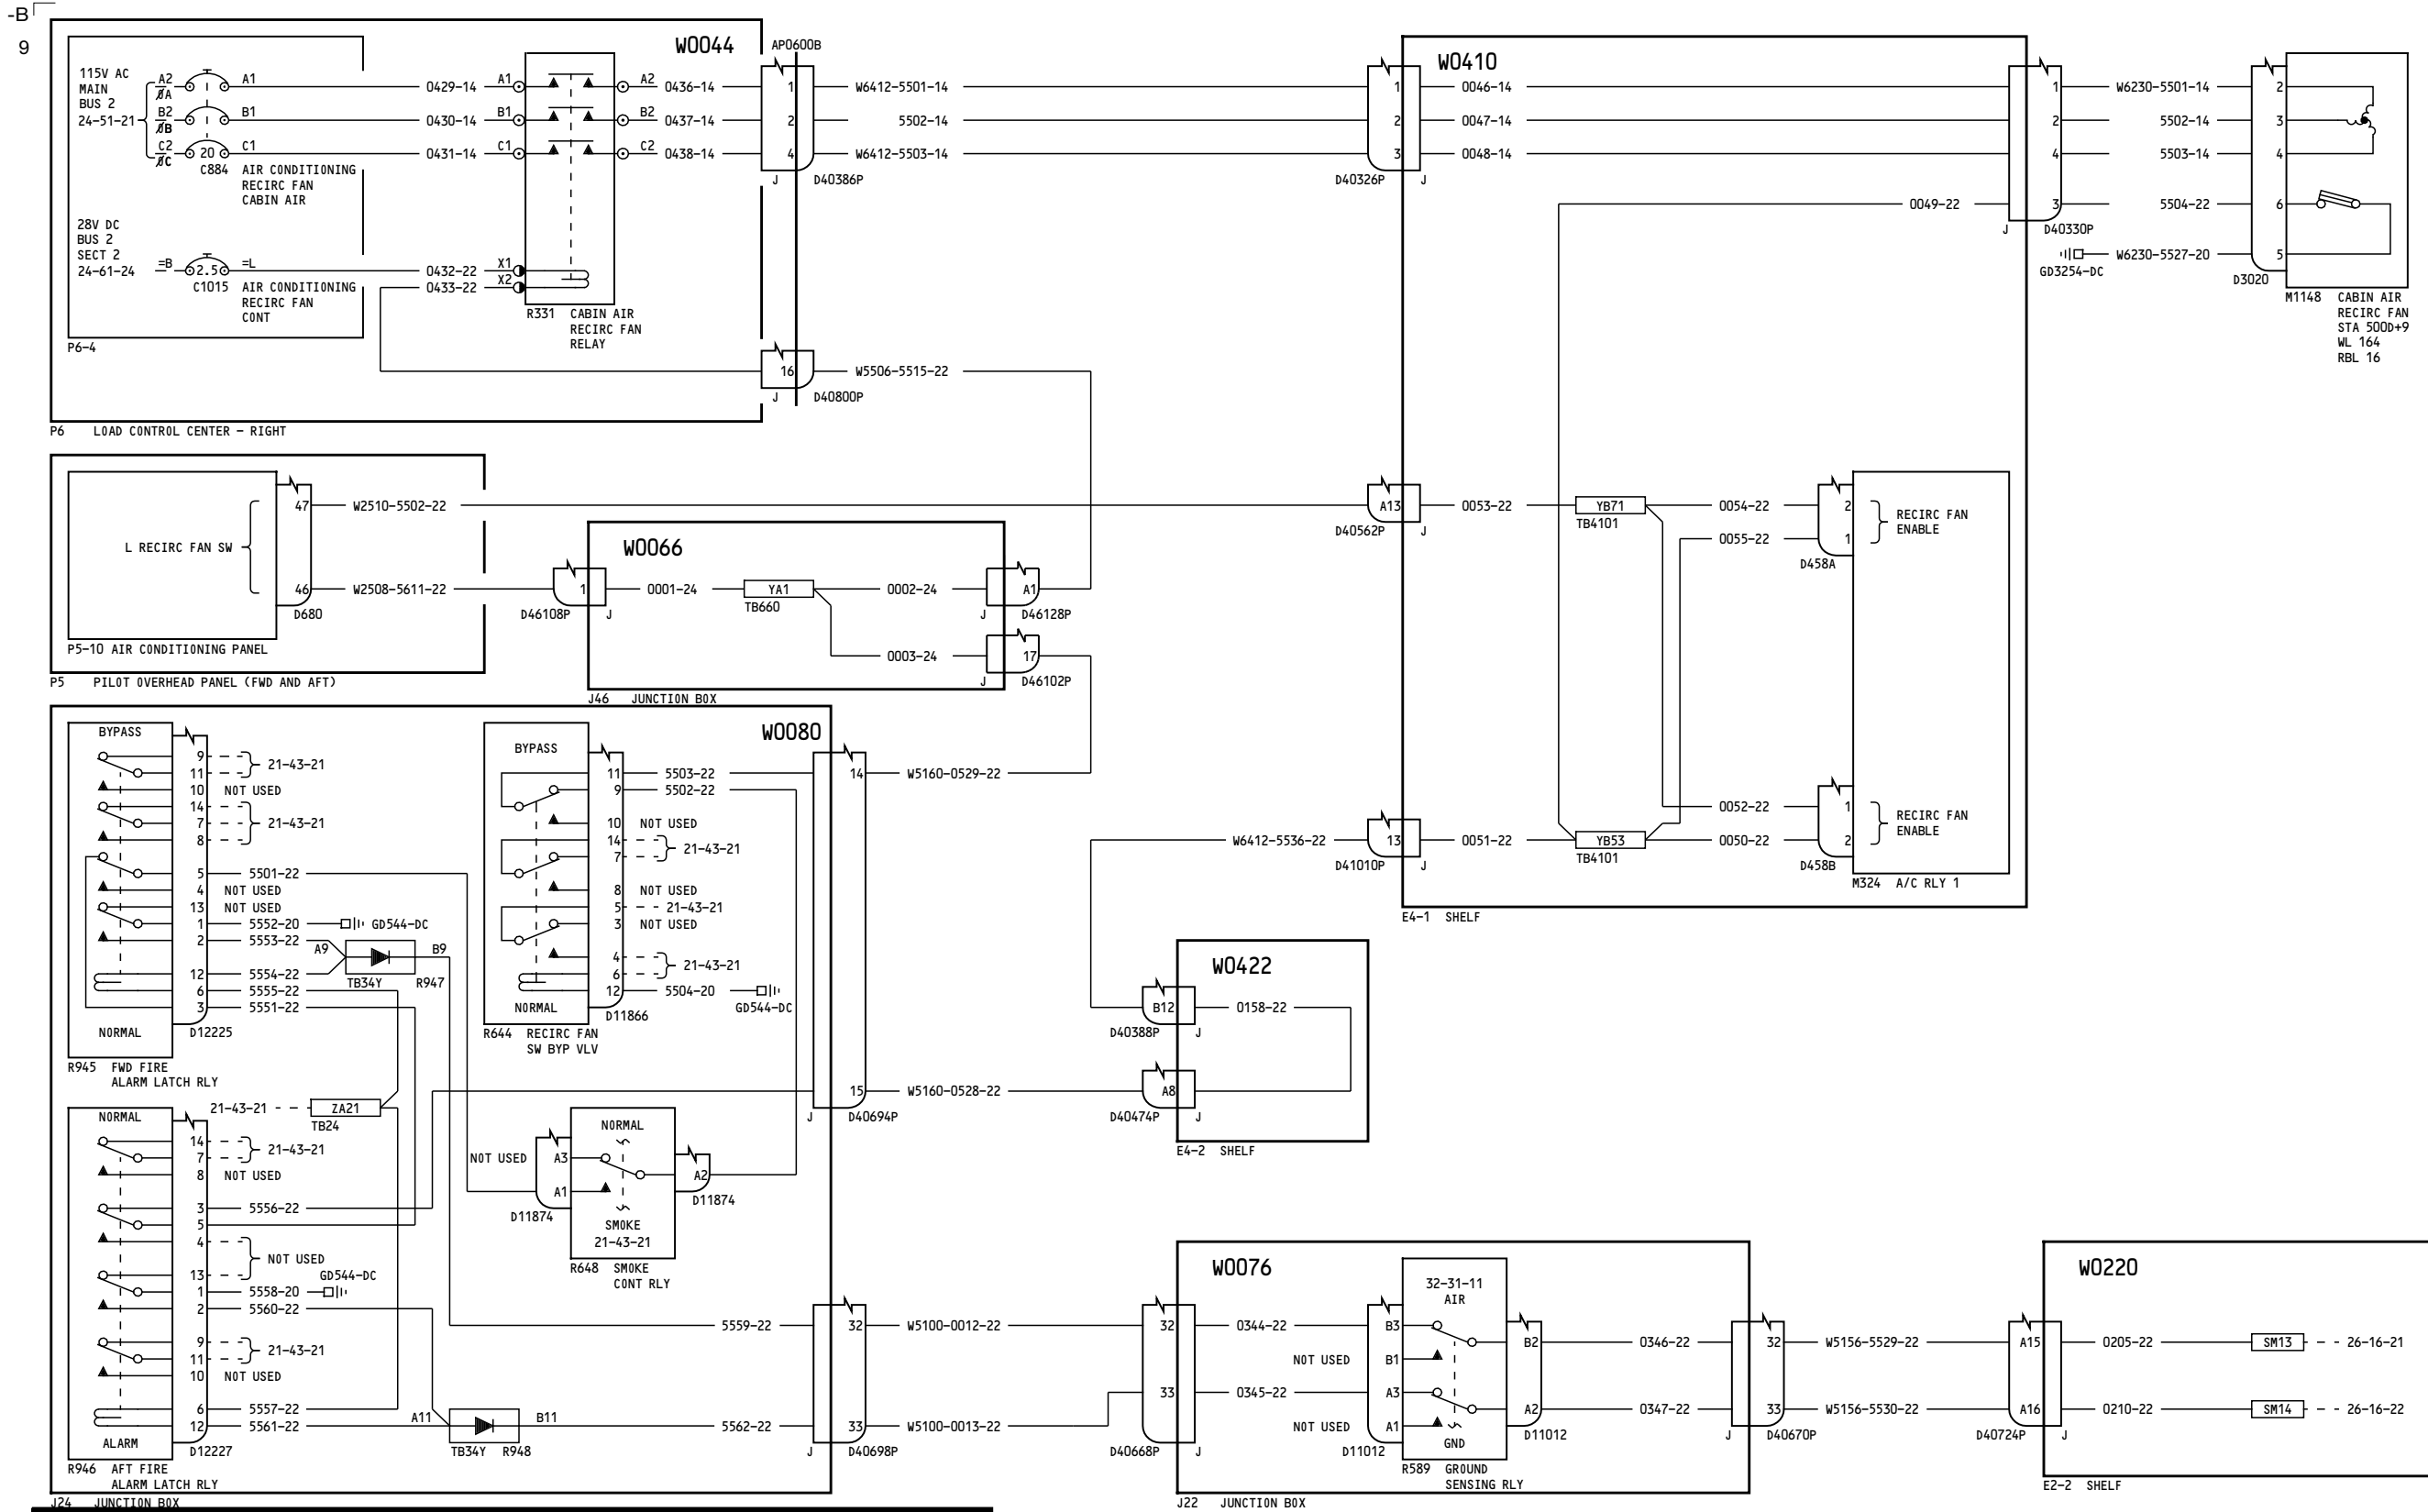 -B
9
W0044
AP0600B
115V AC
MAIN
BUS 2
24-51-21
A2
ØA
B2
ØB
C2
ØC
A1
B1
C1
20
C884
AIR CONDITIONING
RECIRC FAN
CABIN AIR
28V DC
BUS 2
SECT 2
24-61-24
=B
2.5
=L
C1015
AIR CONDITIONING
RECIRC FAN
CONT
P6-4
0429-14
0430-14
0431-14
0432-22
0433-22
A1
B1
C1
X1
X2
A2
B2
C2
R331
CABIN AIR
RECIRC FAN
RELAY
0436-14
0437-14
0438-14
1
2
4
J
D40386P
16
J
D40800P
P6 LOAD CONTROL CENTER - RIGHT
W6412-5501-14
5502-14
W6412-5503-14
W5506-5515-22
1
2
3
D40326P
J
W0410
0046-14
0047-14
0048-14
0049-22
1
2
4
3
J
D40330P
W6230-5501-14
5502-14
5503-14
5504-22
W6230-5527-20
GD3254-DC
2
3
4
6
5
D3020
M1148
CABIN AIR
RECIRC FAN
STA 500D+9
WL 164
RBL 16
L RECIRC FAN SW
47
46
D680
W2510-5502-22
W2508-5611-22
P5-10 AIR CONDITIONING PANEL
P5 PILOT OVERHEAD PANEL (FWD AND AFT)
W0066
1
D46108P
J
0001-24
YA1
TB660
0002-24
0003-24
A1
J
D46128P
17
J
D46102P
J46 JUNCTION BOX
A13
D40562P
J
0053-22
YB71
TB4101
0054-22
0055-22
2
1
D458A
RECIRC FAN
ENABLE
W6412-5536-22
13
D41010P
J
0051-22
YB53
TB4101
0052-22
0050-22
1
2
D458B
RECIRC FAN
ENABLE
M324 A/C RLY 1
E4-1 SHELF
W0080
BYPASS
9
11
10
14
7
8
5
4
13
1
2
12
6
3
21-43-21
NOT USED
21-43-21
5501-22
NOT USED
NOT USED
5552-20
GD544-DC
5553-22
5554-22
5555-22
5551-22
A9
B9
TB34Y
R947
NORMAL
D12225
R945 FWD FIRE
ALARM LATCH RLY
BYPASS
11
9
10
14
7
8
5
3
4
6
12
5503-22
5502-22
NOT USED
21-43-21
NOT USED
21-43-21
NOT USED
21-43-21
5504-20
GD544-DC
NORMAL
D11866
R644 RECIRC FAN
SW BYP VLV
14
W5160-0529-22
15
W5160-0528-22
J
D40694P
21-43-21
ZA21
TB24
NORMAL
14
7
8
3
5
4
13
1
2
9
11
10
6
12
21-43-21
NOT USED
5556-22
NOT USED
GD544-DC
5558-20
5560-22
21-43-21
NOT USED
5557-22
5561-22
ALARM
D12227
R946 AFT FIRE
ALARM LATCH RLY
A11
B11
TB34Y
R948
NOT USED
A3
A1
D11874
NORMAL
SMOKE
21-43-21
A2
D11874
R648 SMOKE
CONT RLY
5559-22
5562-22
32
33
J
D40698P
J24 JUNCTION BOX
W0422
B12
D40388P
J
0158-22
A8
D40474P
J
E4-2 SHELF
W5100-0012-22
W5100-0013-22
32
33
D40668P
J
W0076
0344-22
NOT USED
0345-22
NOT USED
B3
B1
A3
A1
D11012
32-31-11
AIR
GND
B2
A2
D11012
R589 GROUND
SENSING RLY
0346-22
0347-22
32
33
J
D40670P
J22 JUNCTION BOX
W5156-5529-22
W5156-5530-22
A15
A16
D40724P
J
W0220
0205-22
0210-22
SM13
SM14
26-16-21
26-16-22
E2-2 SHELF